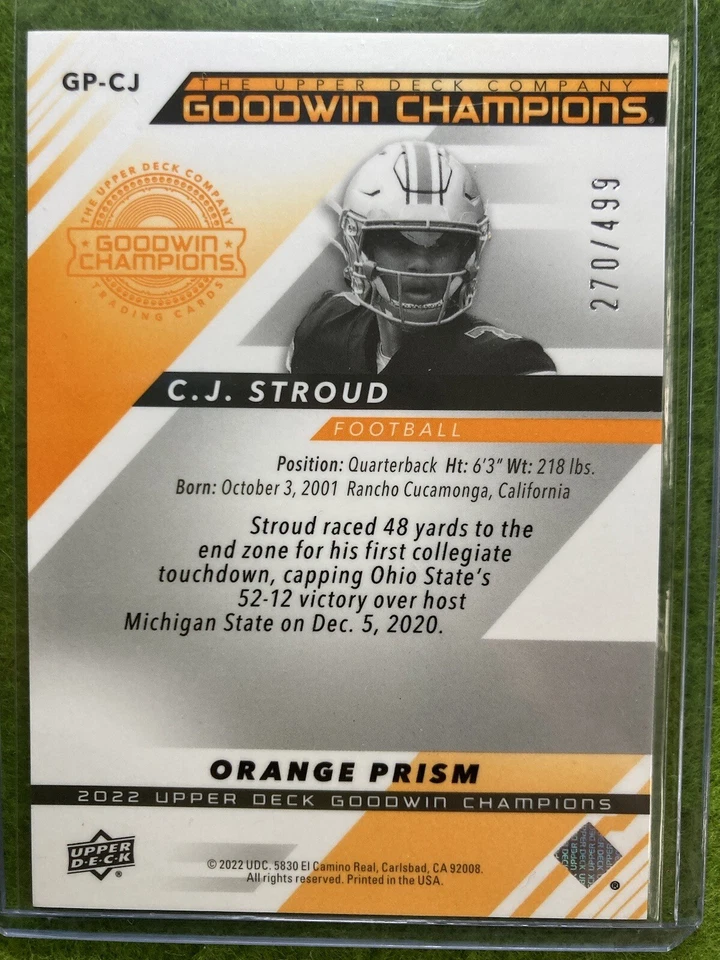 GP-CJ
THE UPPER DECK COMPANY
GOODWIN CHAMPIONS®
THE UPPER DECK COMPANY
GOODWIN
CHAMPIONS
TRADING CARDS
270/499
C.J. STROUD
FOOTBALL
Position: Quarterback Ht: 6'3" Wt: 218 lbs.
Born: October 3, 2001 Rancho Cucamonga, California
Stroud raced 48 yards to the
end zone for his first collegiate
touchdown, capping Ohio State's
52-12 victory over host
Michigan State on Dec. 5, 2020.
ORANGE PRISM
2022 UPPER DECK GOODWIN CHAMPIONS
UPPER
D·E·C·K
®
© 2022 UDC. 5830 El Camino Real, Carlsbad, CA 92008.
All rights reserved. Printed in the USA.
®